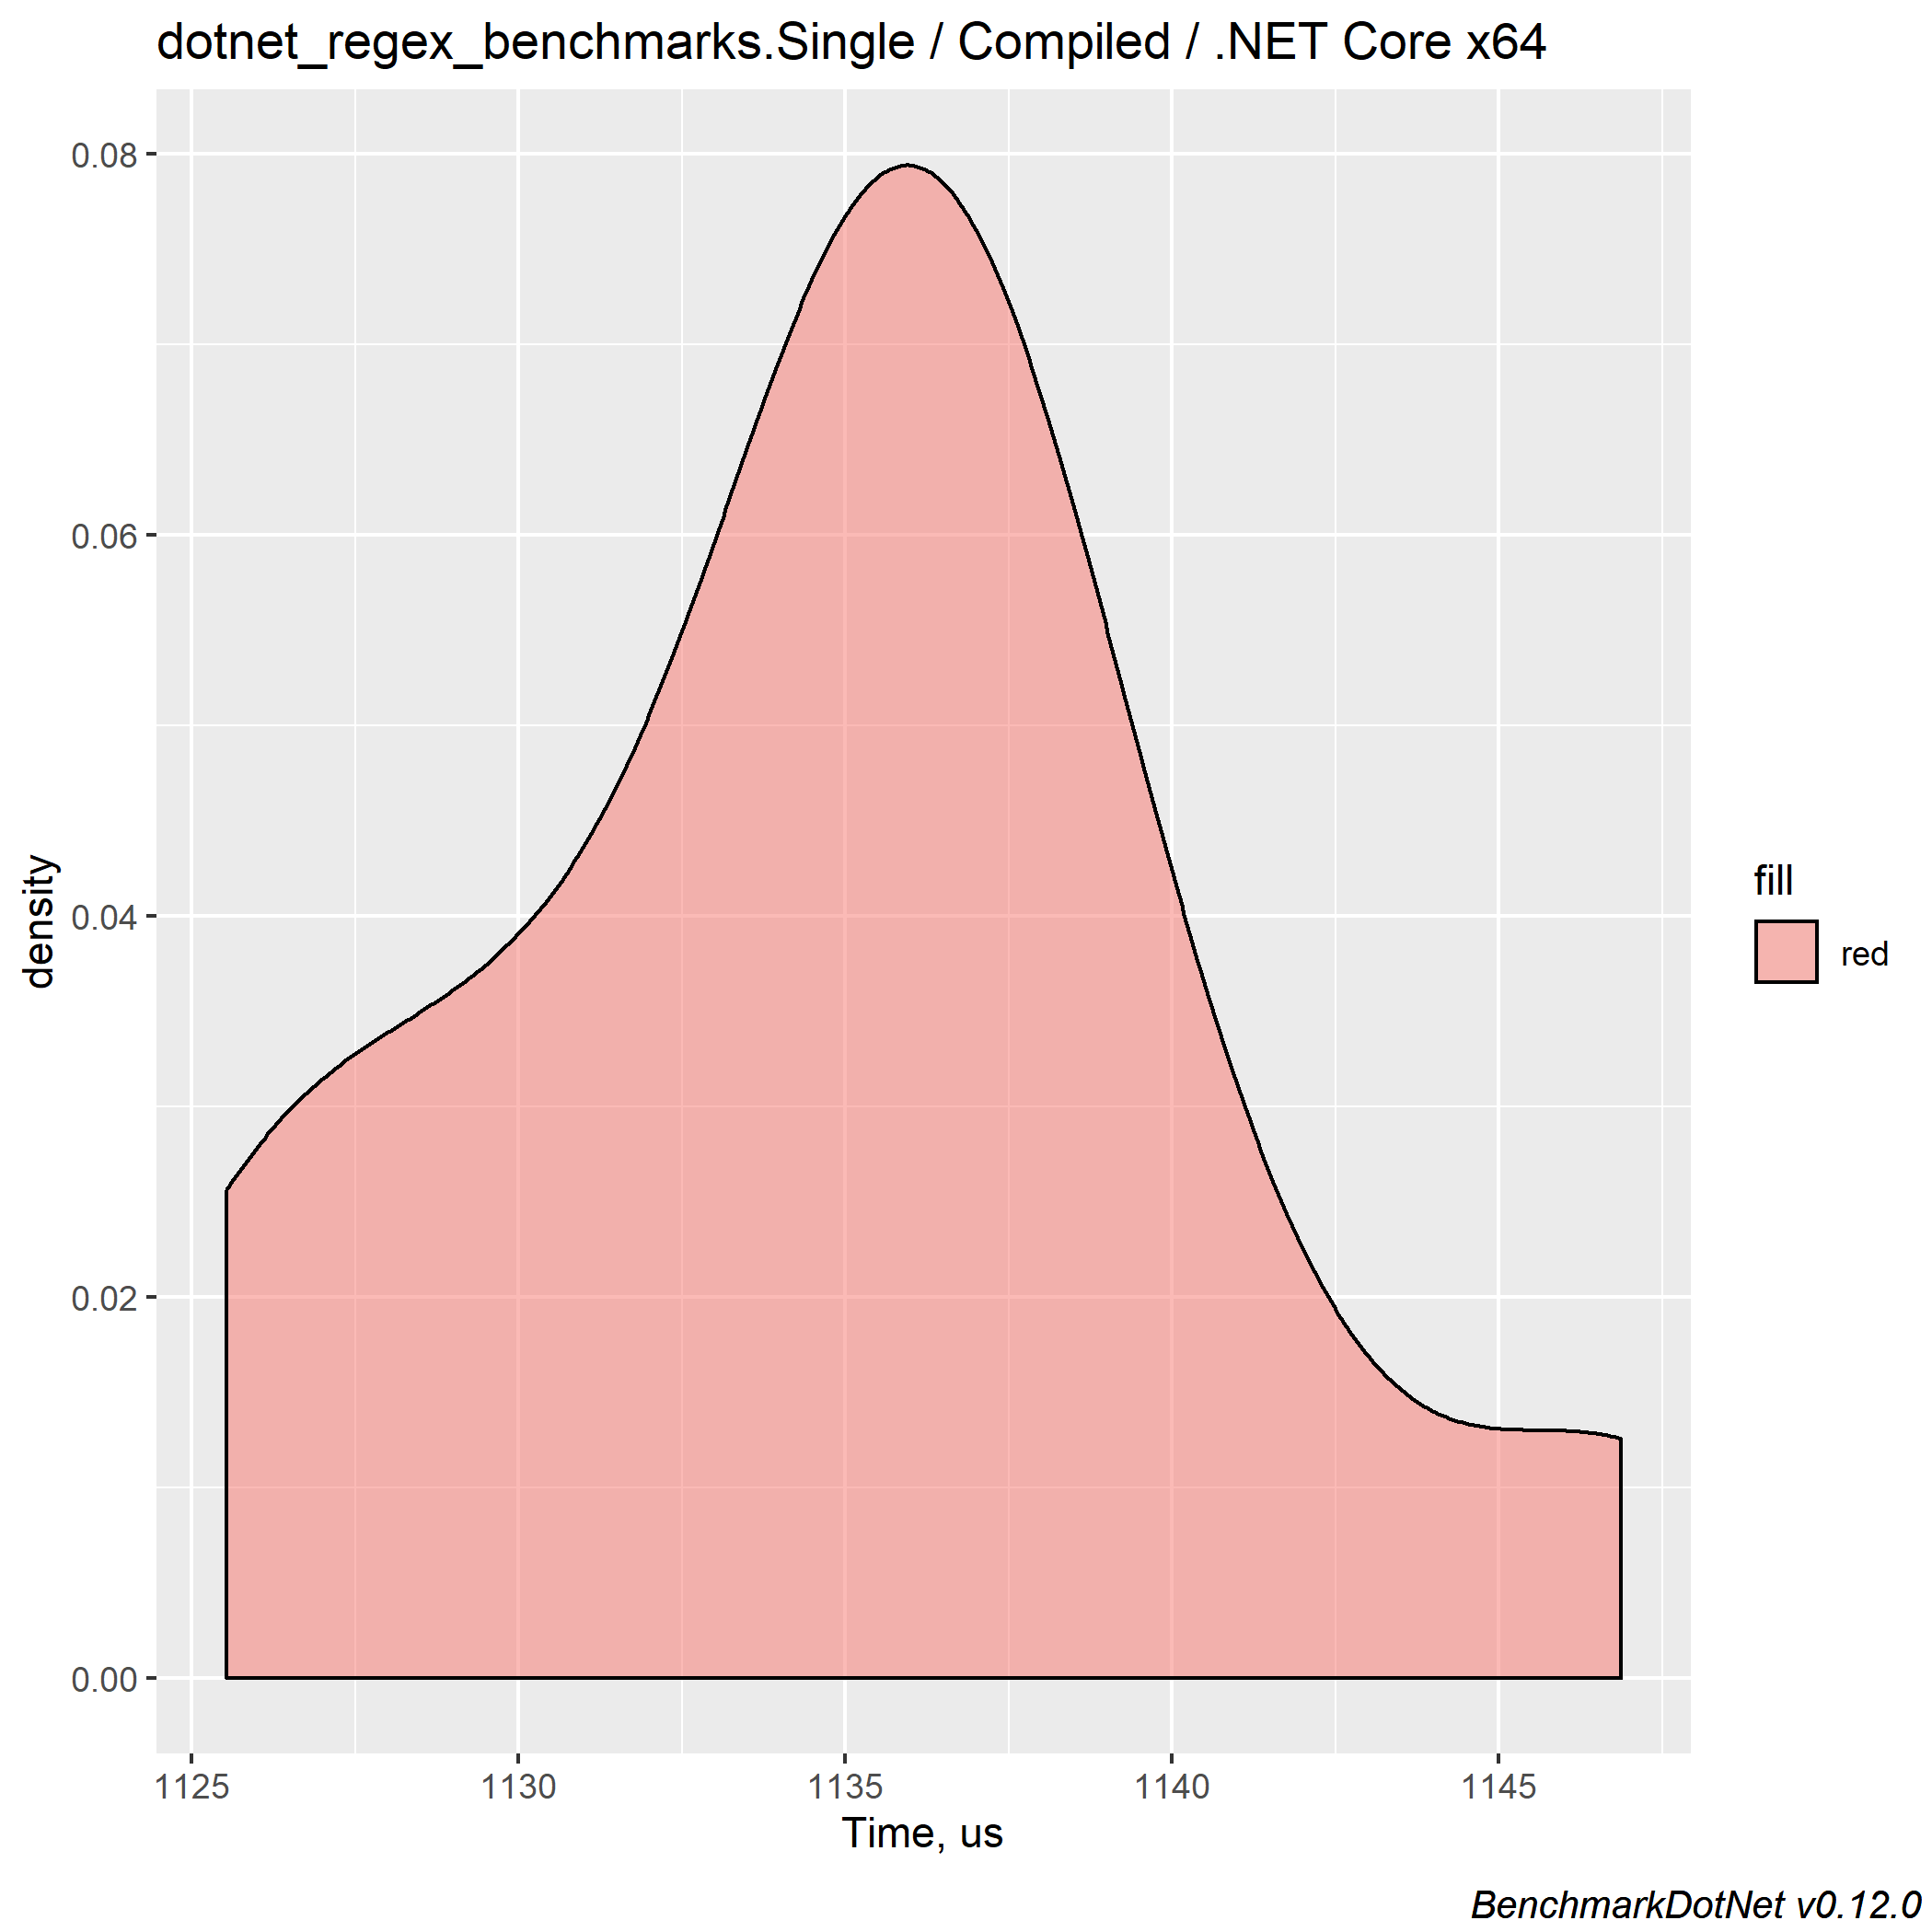 dotnet_regex_benchmarks.Single / Compiled / .NET Core x64
0.08
0.06
0.04
0.02
0.00
density
1125 1130 1135 1140 1145
Time, us
fill
red
BenchmarkDotNet v0.12.0